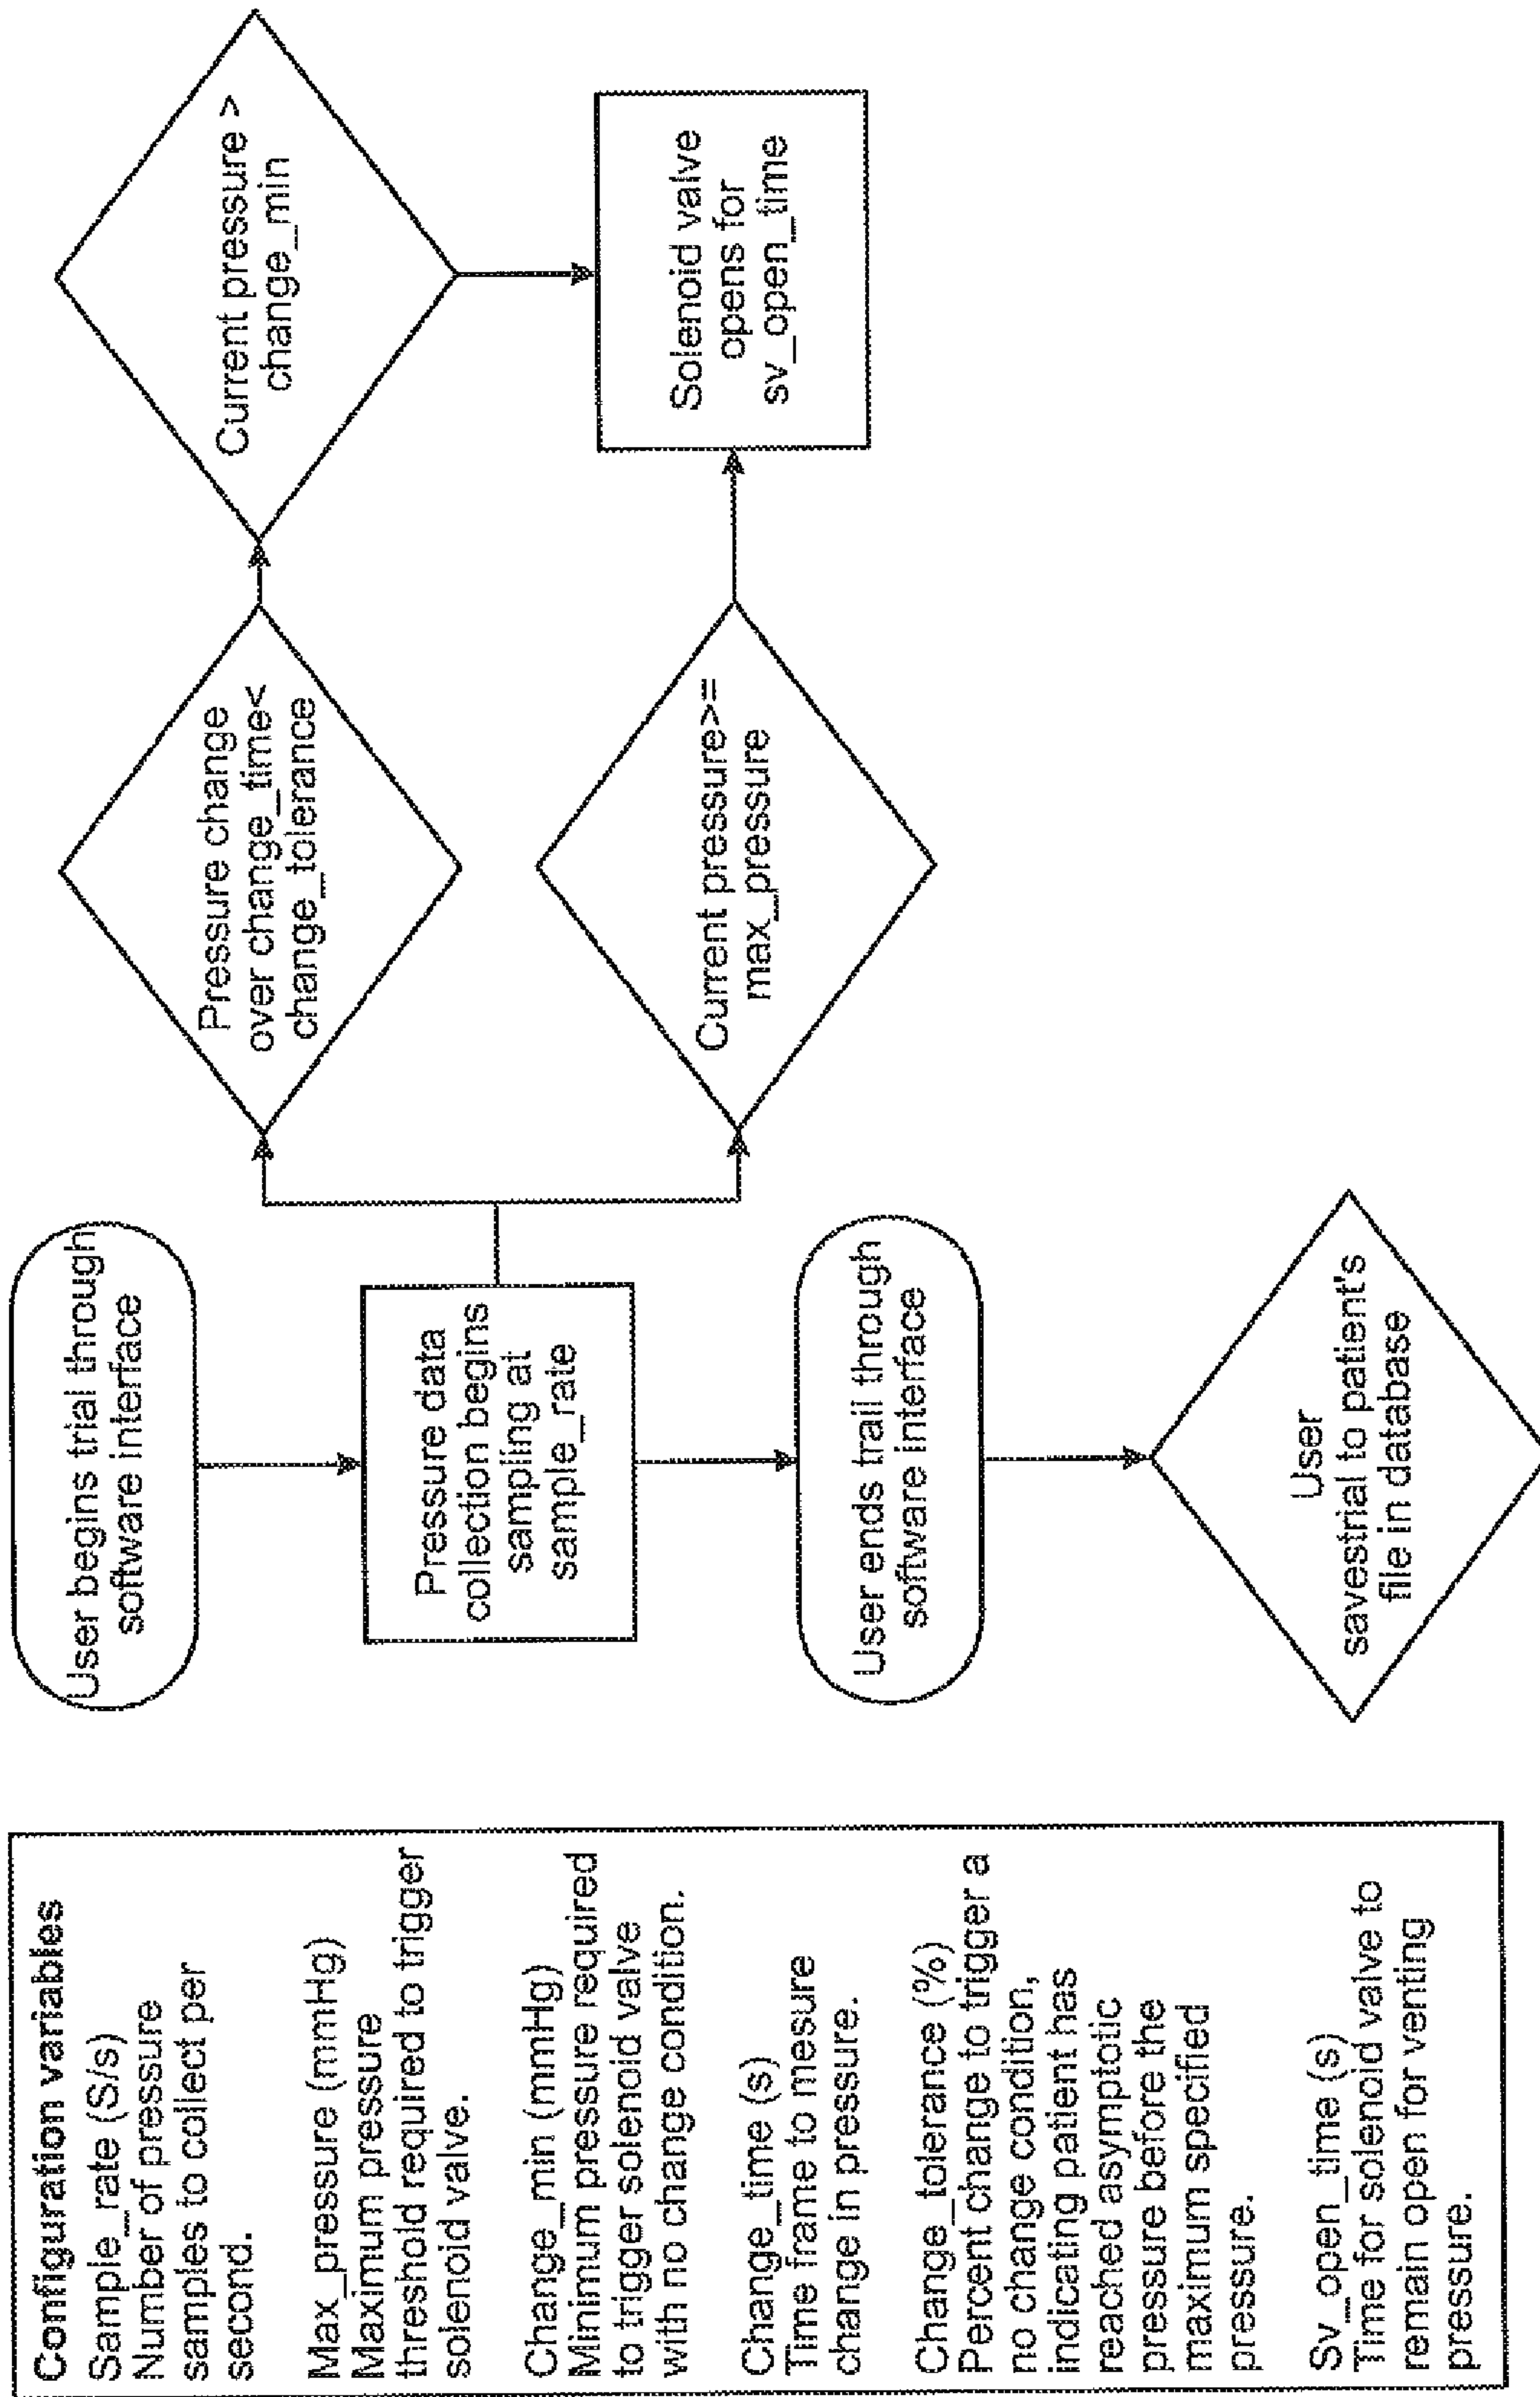 Configuration variables
Sample_rate (S/s)
Number of pressure
samples to collect per
second.
Max_pressure (mmHg)
Maximum pressure
threshold required to trigger
solenoid valve.
Change_min (mmHg)
Minimum pressure required
to trigger solenoid valve
with no change condition.
Change_time (s)
Time frame to mesure
change in pressure.
Change_tolerance (%)
Percent change to trigger a
no change condition,
indicating patient has
reached asymptotic
pressure before the
maximum specified
pressure.
Sv_open_time (s)
Time for solenoid valve to
remain open for venting
pressure.
User begins trial through
software interface
Pressure data
collection begins
sampling at
sample_rate
User ends trail through
software interface
User
savestrial to patient's
file in database
Pressure change
over change_time<
change_tolerance
Current pressure>=
max_pressure
Current pressure >
change_min
Solenoid valve
opens for
sv_open_time